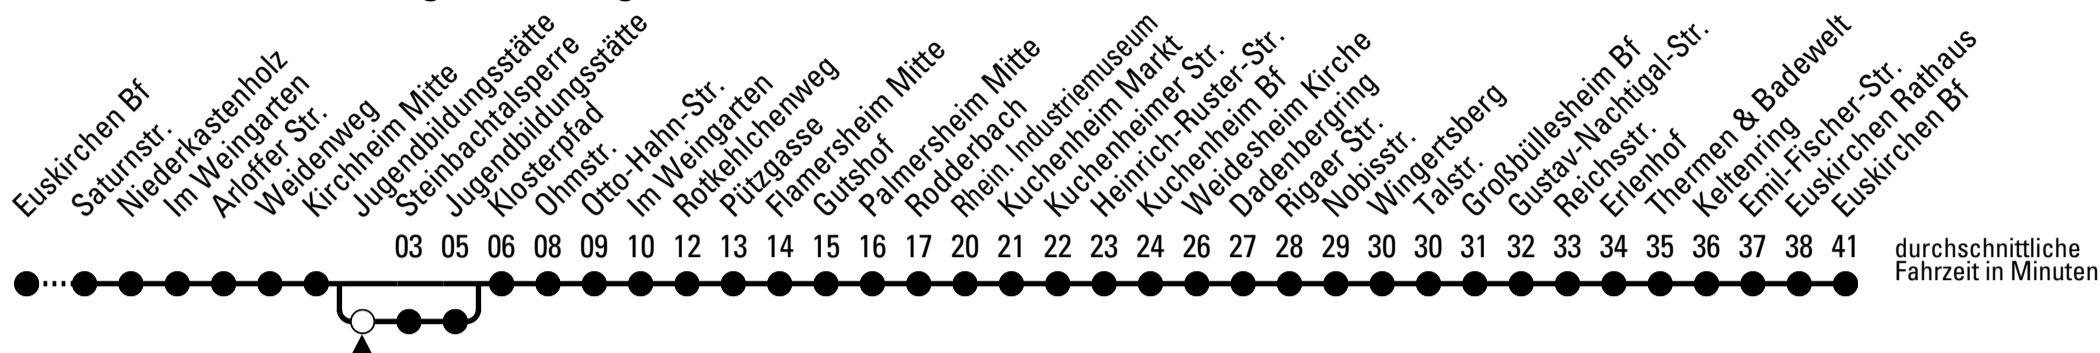 Euskirchen Bf
Saturnstr.
Niederkastenholz
Im Weingarten
Arloffer Str.
Weidenweg
Kirchheim Mitte
Jugendbildungsstätte
Steinbachtalsperre
Jugendbildungsstätte
Klosterpfad
Ohmstr.
Otto-Hahn-Str.
Im Weingarten
Rotkehlchenweg
Pützgasse
Flamersheim Mitte
Gutshof
Palmersheim Mitte
Rodderbach
Rhein. Industriemuseum
Kuchenheim Markt
Kuchenheimer Str.
Heinrich-Ruster-Str.
Kuchenheim Bf
Weidesheim Kirche
Dadenbergring
Rigaer Str.
Nobisstr.
Wingertsberg
Talstr.
Großbüllesheim Bf
Gustav-Nachtigal-Str.
Reichsstr.
Erlenhof
Thermen & Badewelt
Keltenring
Emil-Fischer-Str.
Euskirchen Rathaus
Euskirchen Bf
03 05 06 08 09 10 12 13 14 15 16 17 20 21 22 23 24 26 27 28 29 30 30 31 32 33 34 35 36 37 38 41
durchschnittliche
Fahrzeit in Minuten